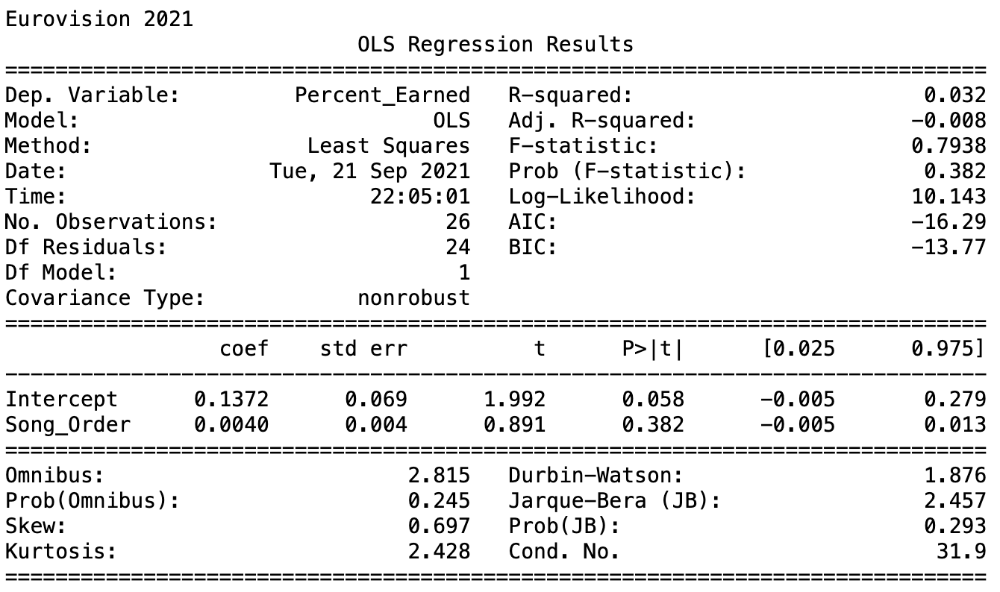 Eurovision 2021
                            OLS Regression Results
==============================================================================
Dep. Variable:         Percent_Earned   R-squared:                       0.032
Model:                            OLS   Adj. R-squared:                 -0.008
Method:                 Least Squares   F-statistic:                    0.7938
Date:                Tue, 21 Sep 2021   Prob (F-statistic):              0.382
Time:                        22:05:01   Log-Likelihood:                 10.143
No. Observations:                  26   AIC:                            -16.29
Df Residuals:                      24   BIC:                            -13.77
Df Model:                           1
Covariance Type:            nonrobust
==============================================================================
                 coef    std err          t      P>|t|      [0.025      0.975]
------------------------------------------------------------------------------
Intercept      0.1372      0.069      1.992      0.058      -0.005       0.279
Song_Order     0.0040      0.004      0.891      0.382      -0.005       0.013
==============================================================================
Omnibus:                        2.815   Durbin-Watson:                   1.876
Prob(Omnibus):                  0.245   Jarque-Bera (JB):                2.457
Skew:                           0.697   Prob(JB):                        0.293
Kurtosis:                       2.428   Cond. No.                         31.9
==============================================================================